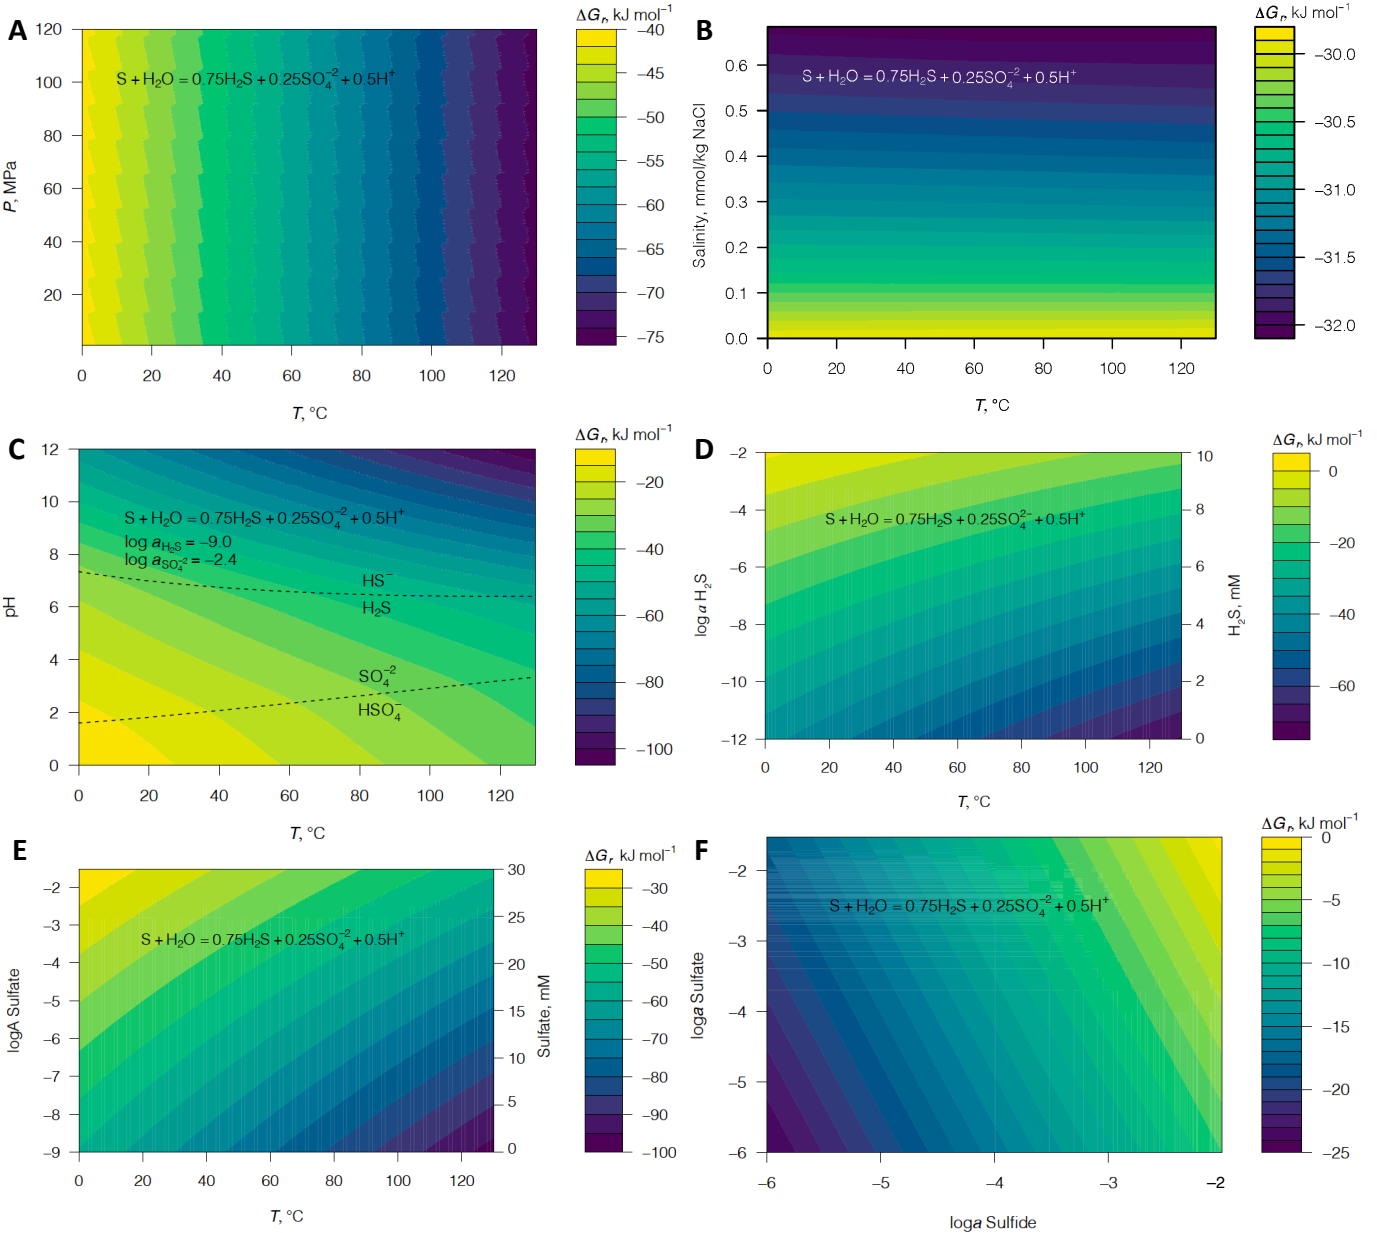 A
ΔGr, kJ mol−1
120
100
80
60
40
20
P, MPa
S + H2O = 0.75H2S + 0.25SO4−2 + 0.5H+
0 20 40 60 80 100 120
T, °C
−40
−45
−50
−55
−60
−65
−70
−75
B
ΔGr, kJ mol−1
0.6
0.5
0.4
0.3
0.2
0.1
0.0
Salinity, mmol/kg NaCl
S + H2O = 0.75H2S + 0.25SO4−2 + 0.5H+
0 20 40 60 80 100 120
T, °C
−30.0
−30.5
−31.0
−31.5
−32.0
C
ΔGr, kJ mol−1
12
10
8
6
4
2
0
pH
S + H2O = 0.75H2S + 0.25SO4−2 + 0.5H+
log aH2S = −9.0
log aSO4−2 = −2.4
HS−
H2S
SO4−2
HSO4−
0 20 40 60 80 100 120
T, °C
−20
−40
−60
−80
−100
D
ΔGr, kJ mol−1
−2
−4
−6
−8
−10
−12
log a H2S
S + H2O = 0.75H2S + 0.25SO42− + 0.5H+
10
8
6
4
2
0
H2S, mM
0 20 40 60 80 100 120
T, °C
0
−20
−40
−60
E
ΔGr, kJ mol−1
−2
−3
−4
−5
−6
−7
−8
−9
logA Sulfate
S + H2O = 0.75H2S + 0.25SO4−2 + 0.5H+
30
25
20
15
10
5
0
Sulfate, mM
0 20 40 60 80 100 120
T, °C
−30
−40
−50
−60
−70
−80
−90
−100
F
ΔGr, kJ mol−1
−2
−3
−4
−5
−6
loga Sulfate
S + H2O = 0.75H2S + 0.25SO4−2 + 0.5H+
−6 −5 −4 −3 −2
loga Sulfide
0
−5
−10
−15
−20
−25